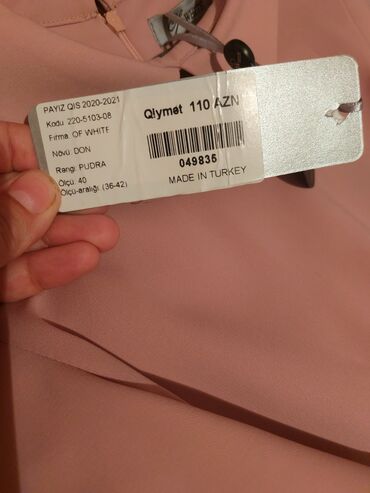 PAYIZ QIS 2020-2021
Kodu: 220-5103-08
Firma: OF WHITE
Növü: DON
Rəngi: PUDRA
Ölçü: 40
Ölçü-aralığı: (36-42)
Qiymət 110 AZN
049835
MADE IN TURKEY